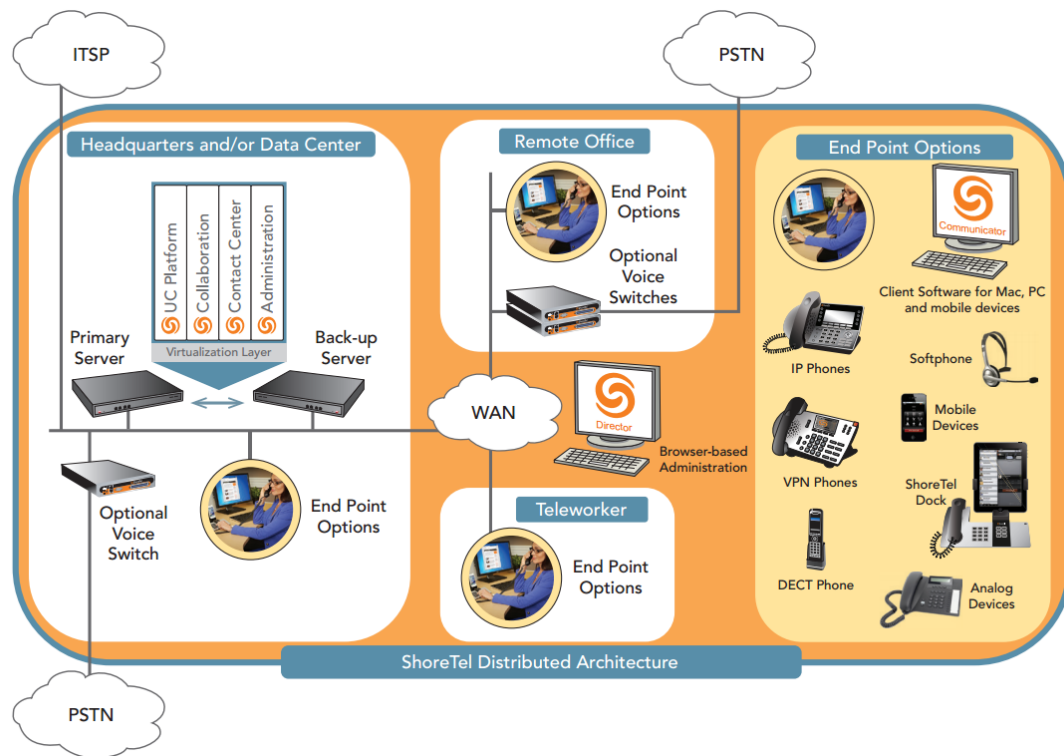 ITSP
PSTN
Headquarters and/or Data Center
UC Platform
Collaboration
Contact Center
Administration
Virtualization Layer
Primary
Server
Back-up
Server
Optional
Voice
Switch
End Point
Options
PSTN
Remote Office
End Point
Options
Optional
Voice
Switches
WAN
Director
Browser-based
Administration
Teleworker
End Point
Options
End Point Options
Communicator
Client Software for Mac, PC
and mobile devices
IP Phones
Softphone
Mobile
Devices
VPN Phones
ShoreTel
Dock
DECT Phone
Analog
Devices
ShoreTel Distributed Architecture